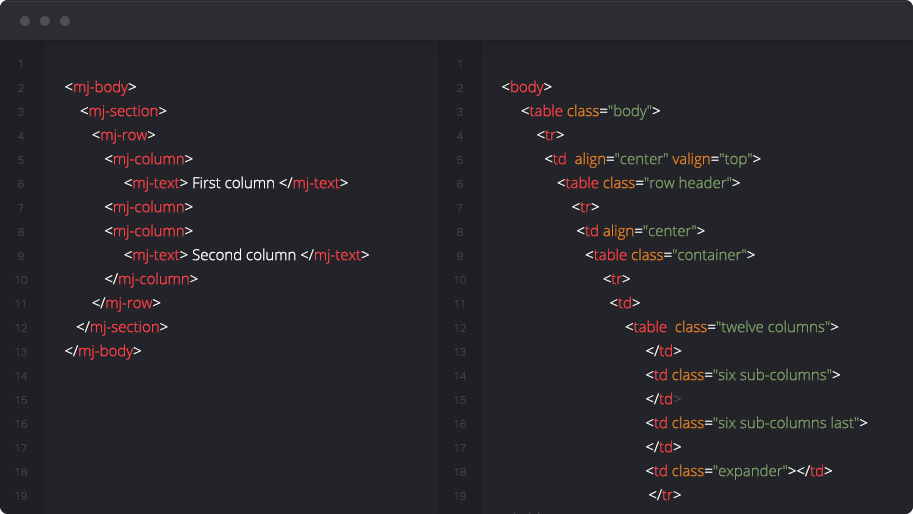 1
2 <mj-body>
3 <mj-section>
4 <mj-row>
5 <mj-column>
6 <mj-text> First column </mj-text>
7 <mj-column>
8 <mj-column>
9 <mj-text> Second column </mj-text>
10 </mj-column>
11 </mj-row>
12 </mj-section>
13 </mj-body>
14
15
16
17
18
19
1
2 <body>
3 <table class="body">
4 <tr>
5 <td align="center" valign="top">
6 <table class="row header">
7 <tr>
8 <td align="center">
9 <table class="container">
10 <tr>
11 <td>
12 <table class="twelve columns">
13 </td>
14 <td class="six sub-columns">
15 </td>
16 <td class="six sub-columns last">
17 </td>
18 <td class="expander"></td>
19 </tr>